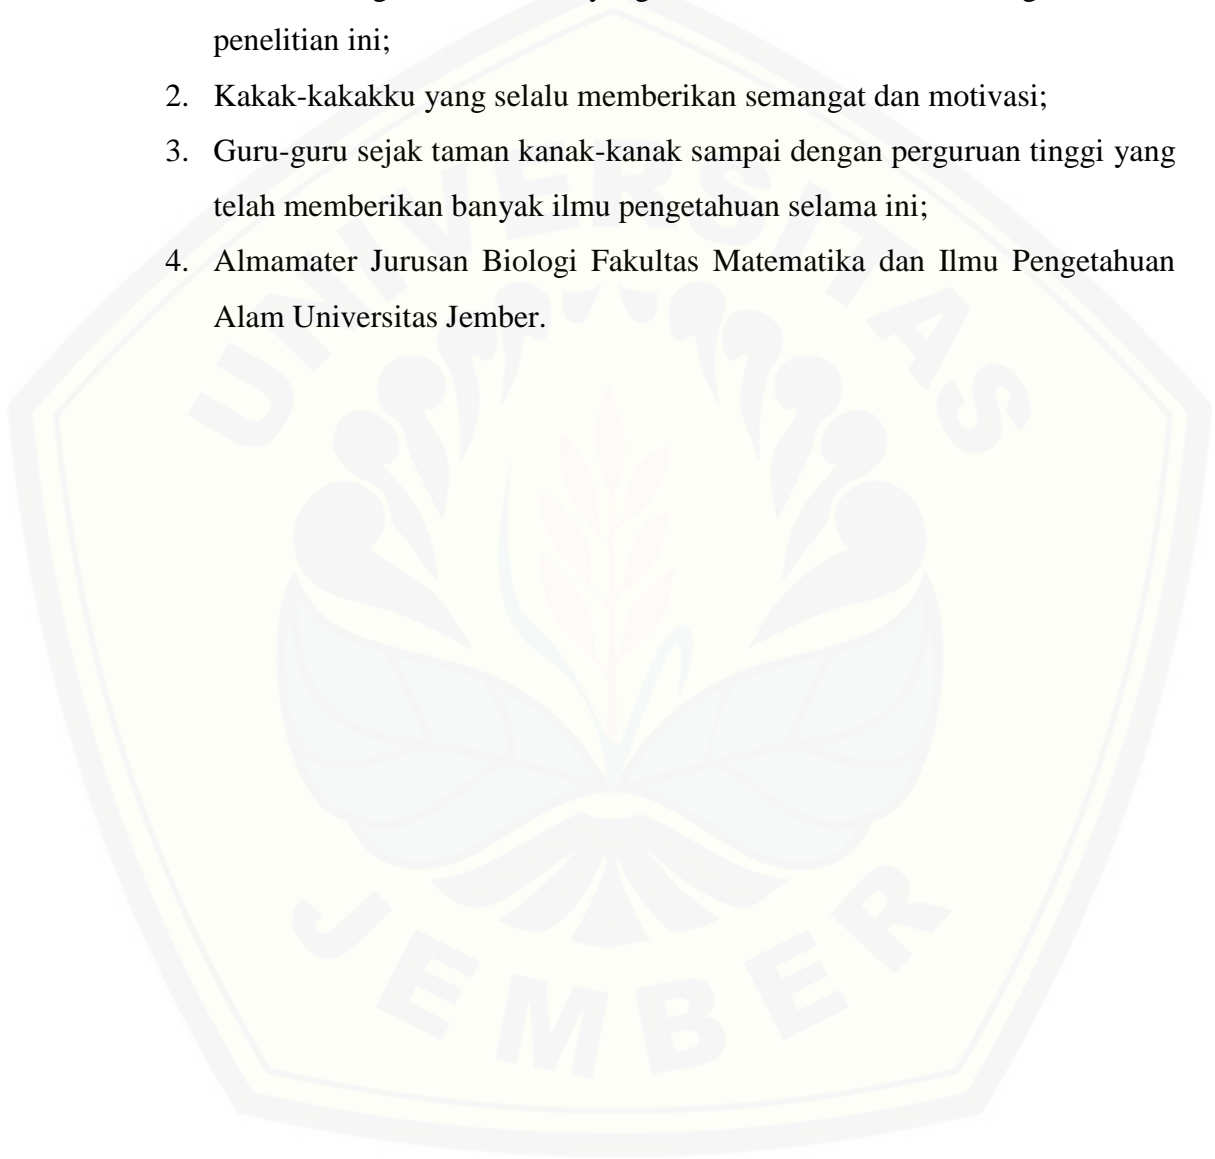 penelitian ini;
2. Kakak-kakakku yang selalu memberikan semangat dan motivasi;
3. Guru-guru sejak taman kanak-kanak sampai dengan perguruan tinggi yang
telah memberikan banyak ilmu pengetahuan selama ini;
4. Almamater Jurusan Biologi Fakultas Matematika dan Ilmu Pengetahuan
Alam Universitas Jember.
UNIVERSITAS
JEMBER